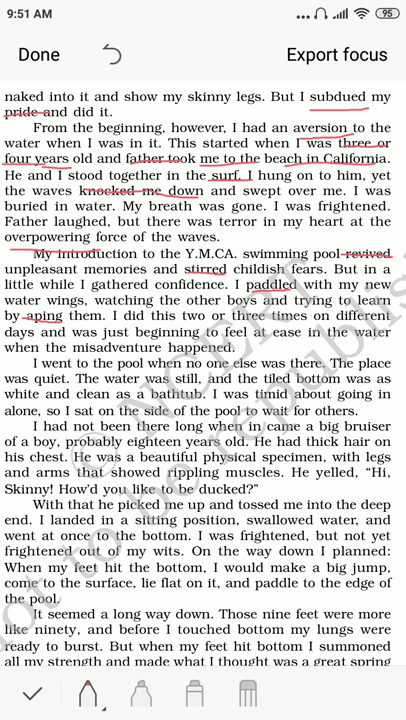 9:51 AM
95
Done
Export focus
naked into it and show my skinny legs. But I subdued my
pride and did it.
From the beginning, however, I had an aversion to the
water when I was in it. This started when I was three or
four years old and father took me to the beach in California.
He and I stood together in the surf. I hung on to him, yet
the waves knocked me down and swept over me. I was
buried in water. My breath was gone. I was frightened.
Father laughed, but there was terror in my heart at the
overpowering force of the waves.
My introduction to the Y.M.C.A. swimming pool revived
unpleasant memories and stirred childish fears. But in a
little while I gathered confidence. I paddled with my new
water wings, watching the other boys and trying to learn
by aping them. I did this two or three times on different
days and was just beginning to feel at ease in the water
when the misadventure happened.
I went to the pool when no one else was there. The place
was quiet. The water was still, and the tiled bottom was as
white and clean as a bathtub. I was timid about going in
alone, so I sat on the side of the pool to wait for others.
I had not been there long when in came a big bruiser
of a boy, probably eighteen years old. He had thick hair on
his chest. He was a beautiful physical specimen, with legs
and arms that showed rippling muscles. He yelled, “Hi,
Skinny! How’d you like to be ducked?”
With that he picked me up and tossed me into the deep
end. I landed in a sitting position, swallowed water, and
went at once to the bottom. I was frightened, but not yet
frightened out of my wits. On the way down I planned:
When my feet hit the bottom, I would make a big jump,
come to the surface, lie flat on it, and paddle to the edge of
the pool.
It seemed a long way down. Those nine feet were more
like ninety, and before I touched bottom my lungs were
ready to burst. But when my feet hit bottom I summoned
all my strength and made what I thought was a great spring
© NCERT
not to be republis